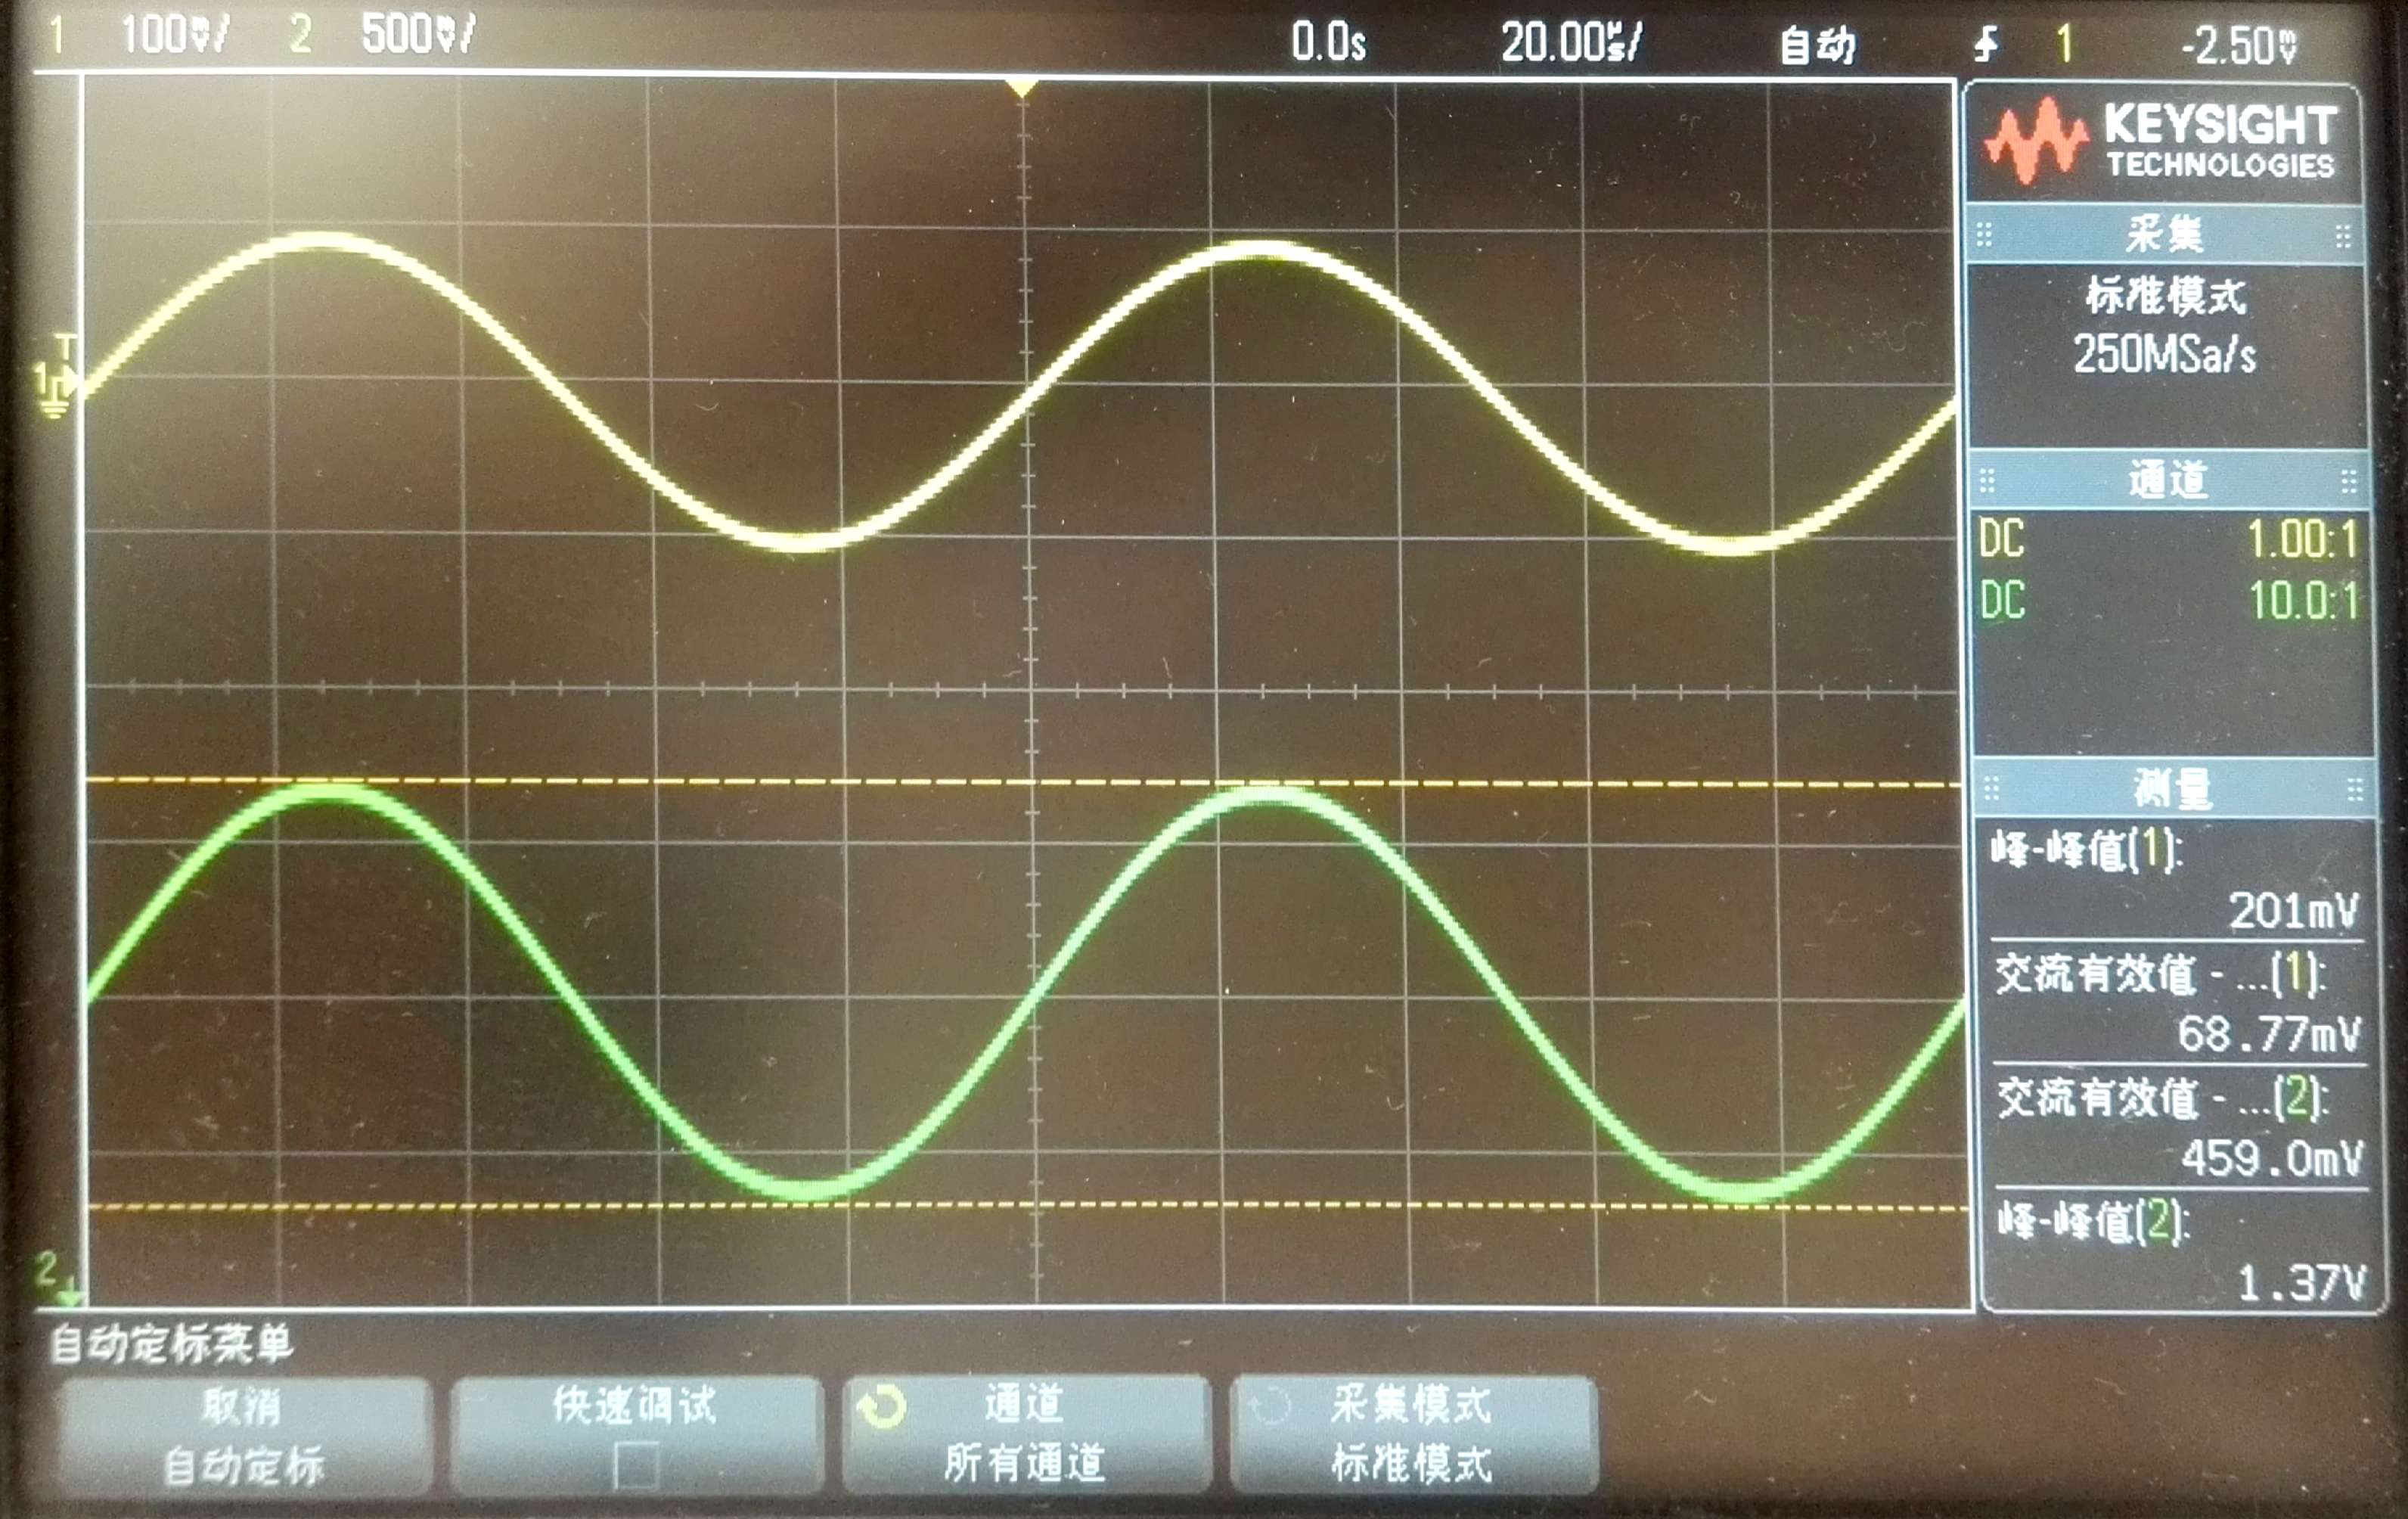 1 100mV/ 2 500mV/ 0.0s 20.00µs/ 自动 1 -2.50mV
KEYSIGHT
TECHNOLOGIES
采集
标准模式
250MSa/s
T
1
通道
DC 1.00:1
DC 10.0:1
测量
峰-峰值(1):
201mV
交流有效值 - ...(1):
68.77mV
交流有效值 - ...(2):
459.0mV
峰-峰值(2):
1.37V
2
自动定标菜单
取消
自动定标
快速调试
通道
所有通道
采集模式
标准模式